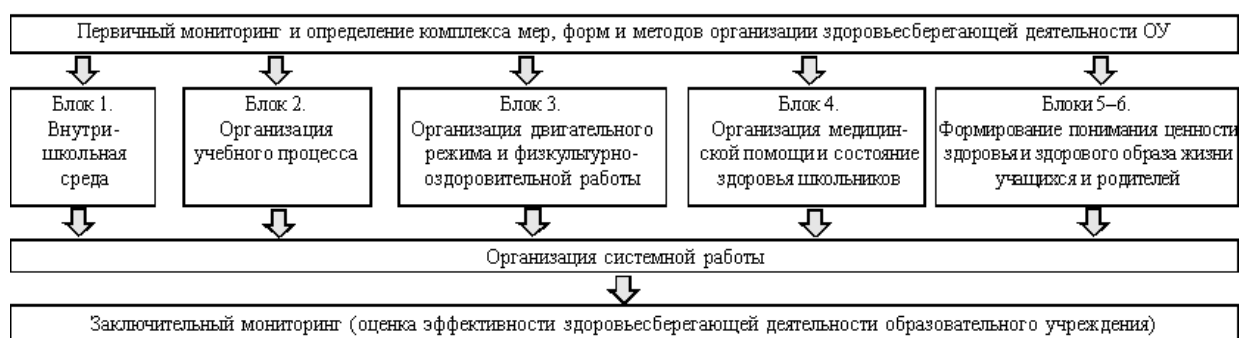 Первичный мониторинг и определение комплекса мер, форм и методов организации здоровьесберегающей деятельности ОУ
Блок 1.
Внутри-
школьная
среда
Блок 2.
Организация
учебного процесса
Блок 3.
Организация двигательного
режима и физкультурно-
оздоровительной работы
Блок 4.
Организация медицин-
ской помощи и состояние
здоровья школьников
Блоки 5–6.
Формирование понимания ценности
здоровья и здорового образа жизни
учащихся и родителей
Организация системной работы
Заключительный мониторинг (оценка эффективности здоровьесберегающей деятельности образовательного учреждения)